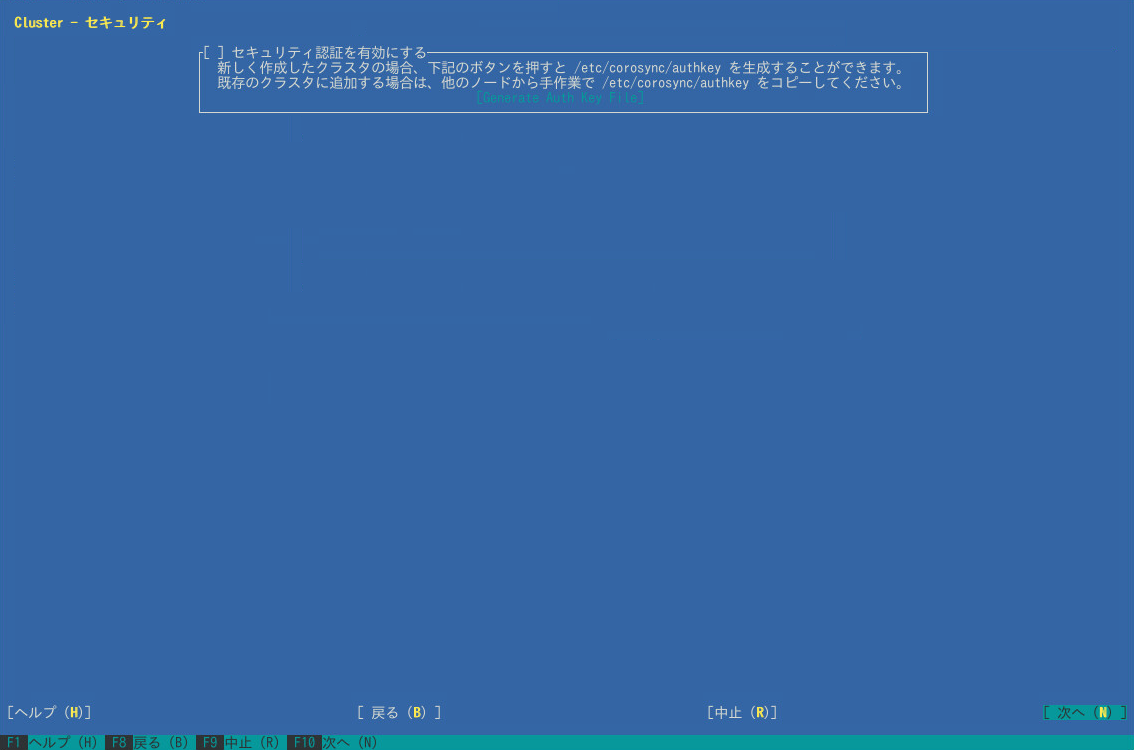 Cluster - セキュリティ
[ ] セキュリティ認証を有効にする
新しく作成したクラスタの場合、下記のボタンを押すと /etc/corosync/authkey を生成することができます。
既存のクラスタに追加する場合は、他のノードから手作業で /etc/corosync/authkey をコピーしてください。
[Generate Auth Key File]
[ヘルプ (H)] [ 戻る (B) ] [中止 (R)] [ 次へ (N) ]
F1 ヘルプ (H) F8 戻る (B) F9 中止 (R) F10 次へ (N)